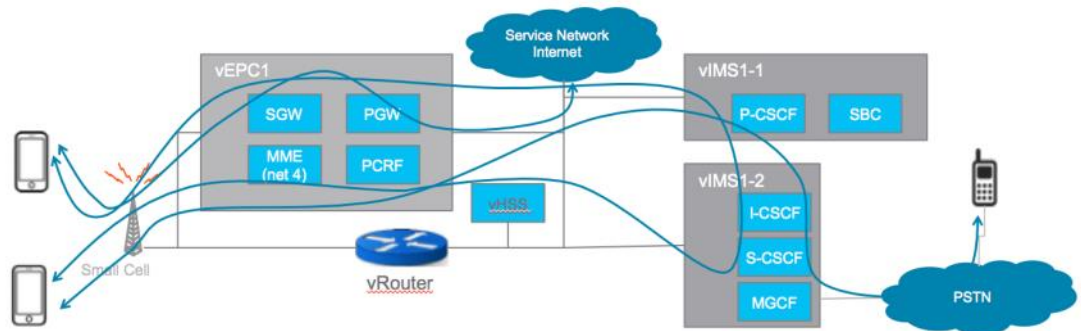 Service Network
Internet
vEPC1
vIMS1-1
SGW
PGW
P-CSCF
SBC
MME
(net 4)
PCRF
vIMS1-2
vHSS
I-CSCF
S-CSCF
Small Cell
vRouter
MGCF
PSTN